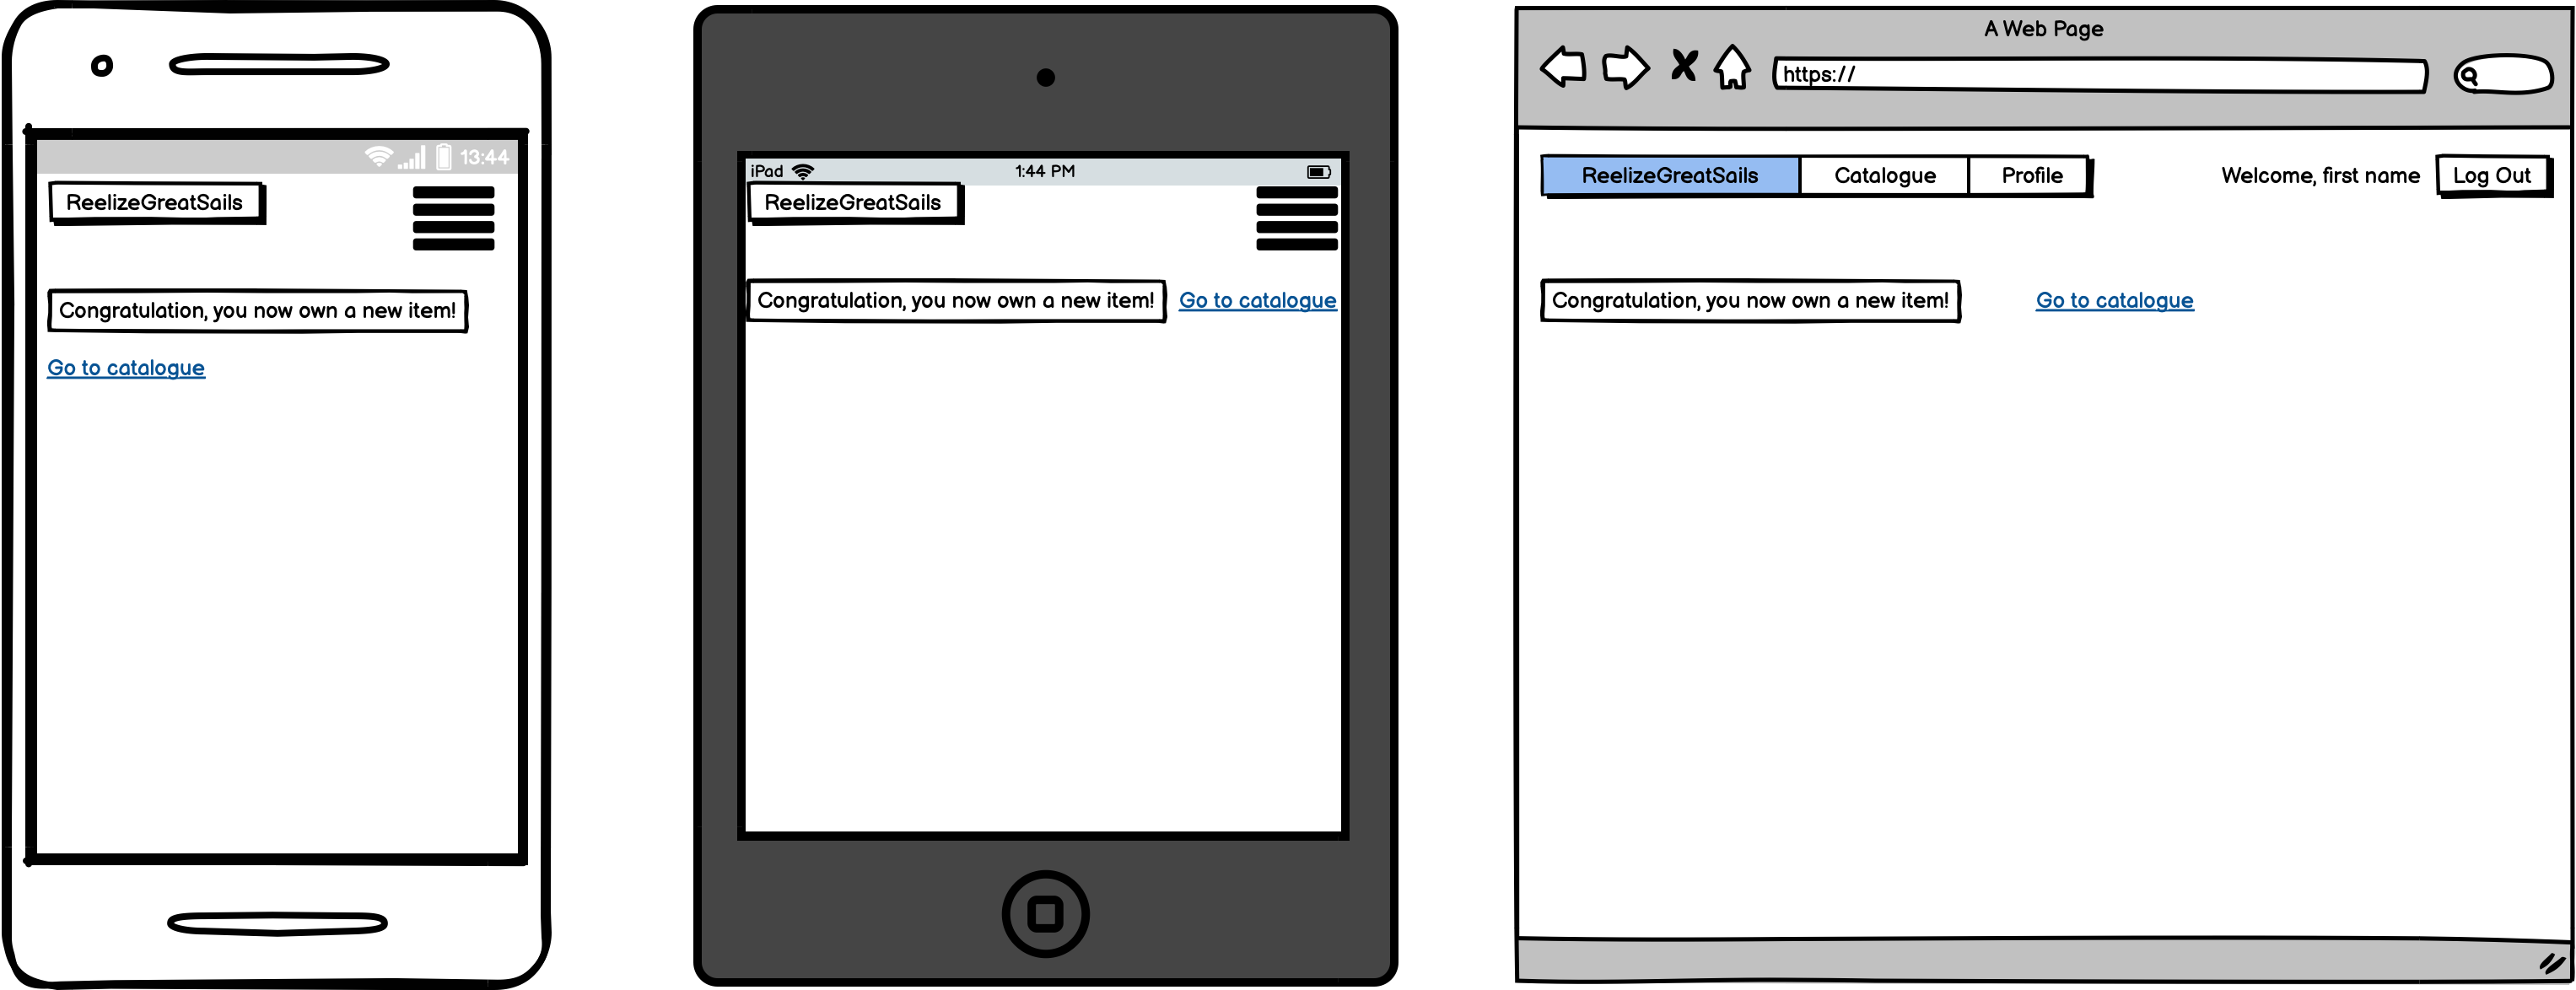 13:44
ReelizeGreatSails
Congratulation, you now own a new item!
Go to catalogue
iPad 1:44 PM
ReelizeGreatSails
Congratulation, you now own a new item! Go to catalogue
A Web Page
https://
ReelizeGreatSails Catalogue Profile Welcome, first name Log Out
Congratulation, you now own a new item! Go to catalogue